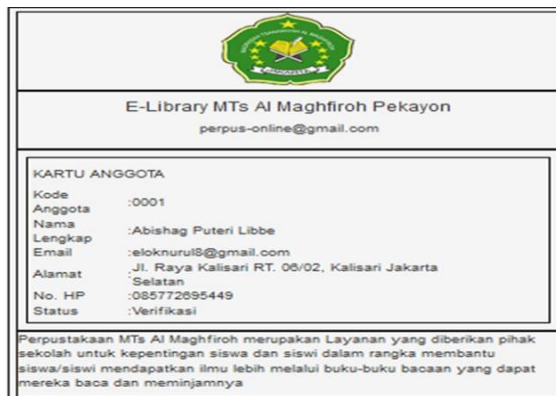 JAKARTA
E-Library MTs Al Maghfiroh Pekayon
perpus-online@gmail.com
KARTU ANGGOTA
Kode Anggota :0001
Nama Lengkap :Abishag Puteri Libbe
Email :eloknurul8@gmail.com
Alamat :Jl. Raya Kalisari RT. 06/02, Kalisari Jakarta
Selatan
No. HP :085772695449
Status :Verifikasi
Perpustakaan MTs Al Maghfiroh merupakan Layanan yang diberikan pihak
sekolah untuk kepentingan siswa dan siswi dalam rangka membantu
siswa/siswi mendapatkan ilmu lebih melalui buku-buku bacaan yang dapat
mereka baca dan meminjamnya